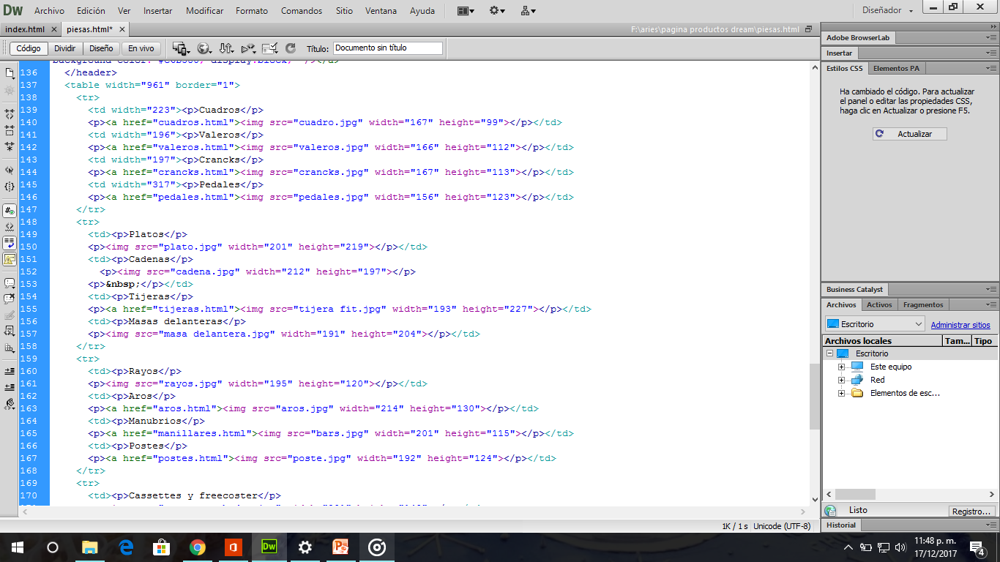 Dw Archivo Edición Ver Insertar Modificar Formato Comandos Sitio Ventana Ayuda Diseñador
index.html piesas.html* F:\aries\pagina productos dream\piesas.html
Código Dividir Diseño En vivo Título: Documento sin título
136 </header>
137 <table width="961" border="1">
138 <tr>
139 <td width="223"><p>Cuadros</p>
140 <p><a href="cuadros.html"><img src="cuadro.jpg" width="167" height="99"></p></td>
141 <td width="196"><p>Valeros</p>
142 <p><a href="valeros.html"><img src="valeros.jpg" width="166" height="112"></p></td>
143 <td width="197"><p>Crancks</p>
144 <p><a href="crancks.html"><img src="crancks.jpg" width="167" height="113"></p></td>
145 <td width="317"><p>Pedales</p>
146 <p><a href="pedales.html"><img src="pedales.jpg" width="156" height="123"></p></td>
147 </tr>
148 <tr>
149 <td><p>Platos</p>
150 <p><img src="plato.jpg" width="201" height="219"></p></td>
151 <td><p>Cadenas</p>
152 <p><img src="cadena.jpg" width="212" height="197"></p>
153 <p>&nbsp;</p></td>
154 <td><p>Tijeras</p>
155 <p><a href="tijeras.html"><img src="tijera fit.jpg" width="193" height="227"></p></td>
156 <td><p>Masas delanteras</p>
157 <p><img src="masa delantera.jpg" width="191" height="204"></p></td>
158 </tr>
159 <tr>
160 <td><p>Rayos</p>
161 <p><img src="rayos.jpg" width="195" height="120"></p></td>
162 <td><p>Aros</p>
163 <p><a href="aros.html"><img src="aros.jpg" width="214" height="130"></p></td>
164 <td><p>Manubrios</p>
165 <p><a href="manillares.html"><img src="bars.jpg" width="201" height="115"></p></td>
166 <td><p>Postes</p>
167 <p><a href="postes.html"><img src="poste.jpg" width="192" height="124"></p></td>
168 </tr>
169 <tr>
170 <td><p>Cassettes y freecoster</p>
1K / 1 s Unicode (UTF-8)
Adobe BrowserLab
Insertar
Estilos CSS Elementos PA
Ha cambiado el código. Para actualizar
el panel o editar las propiedades CSS,
haga clic en Actualizar o presione F5.
Actualizar
Business Catalyst
Archivos Activos Fragmentos
Escritorio Administrar sitios
Archivos locales Tam... Tipo
Escritorio
Este equipo
Red
Elementos de esc...
Listo Registro...
Historial
Dw
11:48 p. m.
17/12/2017
4